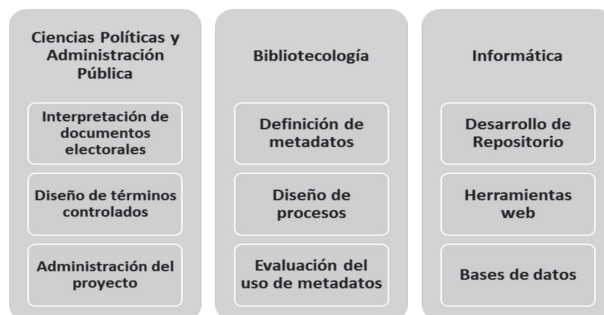 Ciencias Políticas y
Administración
Pública
Interpretación de
documentos
electorales
Diseño de términos
controlados
Administración del
proyecto
Bibliotecología
Definición de
metadatos
Diseño de
procesos
Evaluación del
uso de metadatos
Informática
Desarrollo de
Repositorio
Herramientas
web
Bases de datos